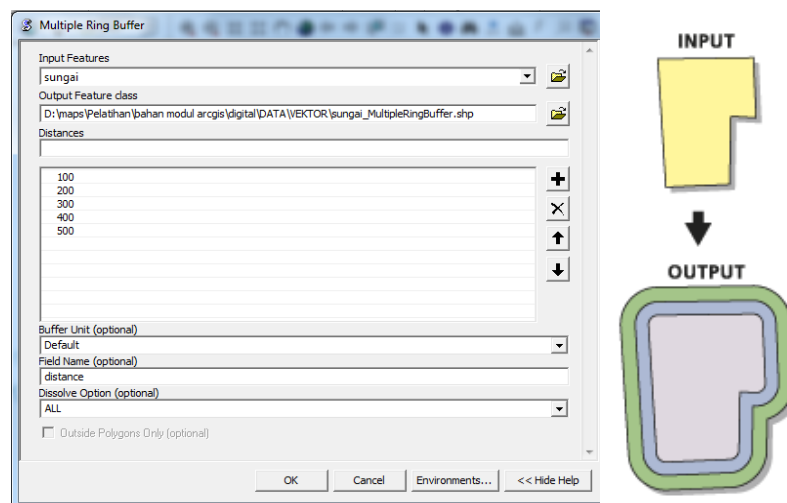 Multiple Ring Buffer
Input Features
sungai
Output Feature class
D:\maps\Pelatihan\bahan modul arcgis\digital\DATA\VEKTOR\sungai_MultipleRingBuffer.shp
Distances
100
200
300
400
500
Buffer Unit (optional)
Default
Field Name (optional)
distance
Dissolve Option (optional)
ALL
Outside Polygons Only (optional)
OK
Cancel
Environments...
<< Hide Help
INPUT
OUTPUT